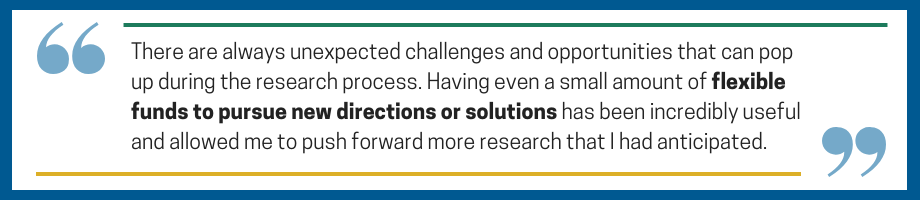 There are always unexpected challenges and opportunities that can pop
up during the research process. Having even a small amount of flexible
funds to pursue new directions or solutions has been incredibly useful
and allowed me to push forward more research that I had anticipated.